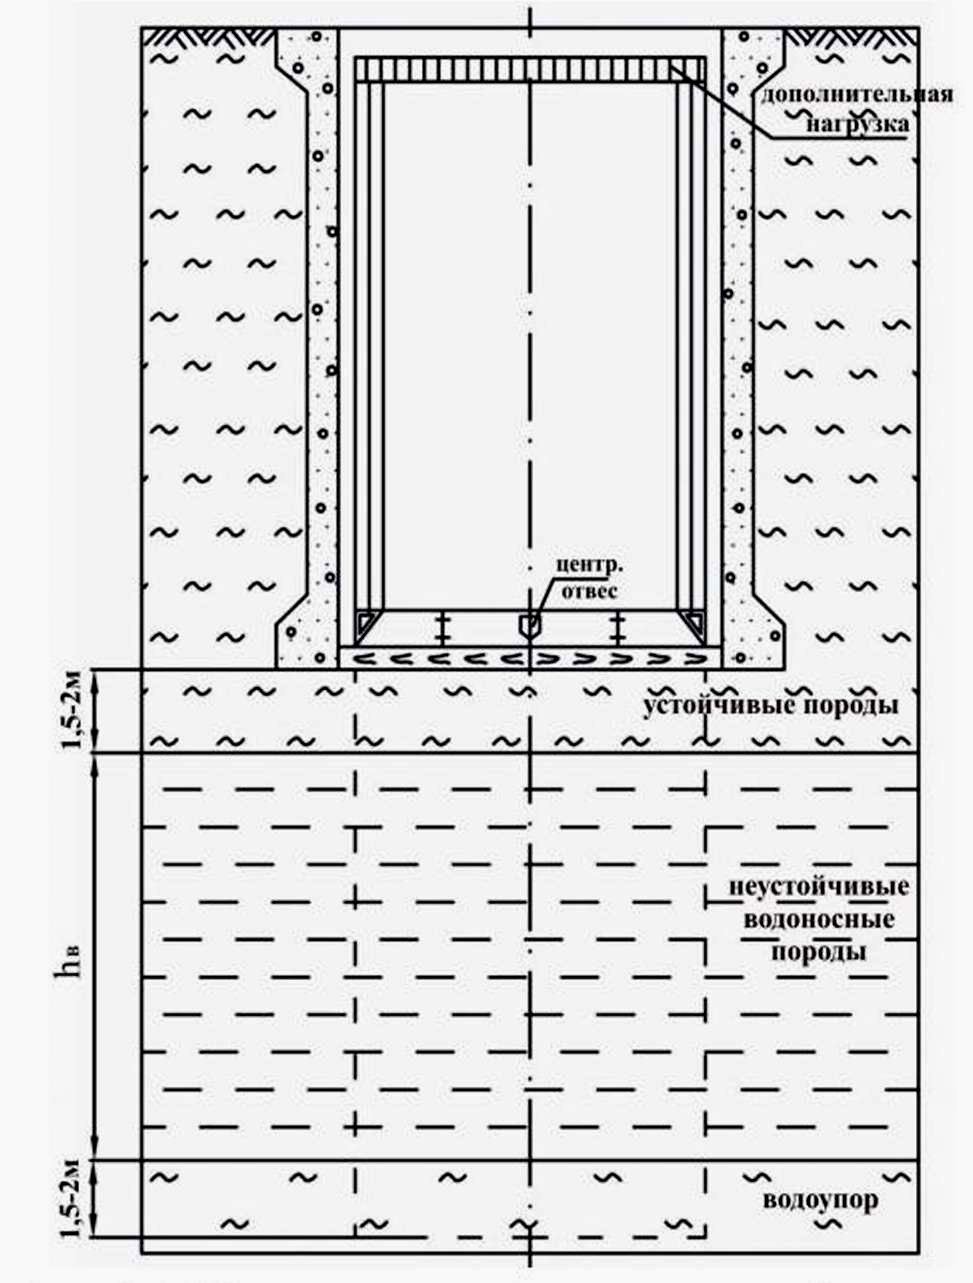 дополнительная
нагрузка
центр.
отвес
1,5-2м
устойчивые породы
hв
неустойчивые
водоносные
породы
1,5-2м
водоупор